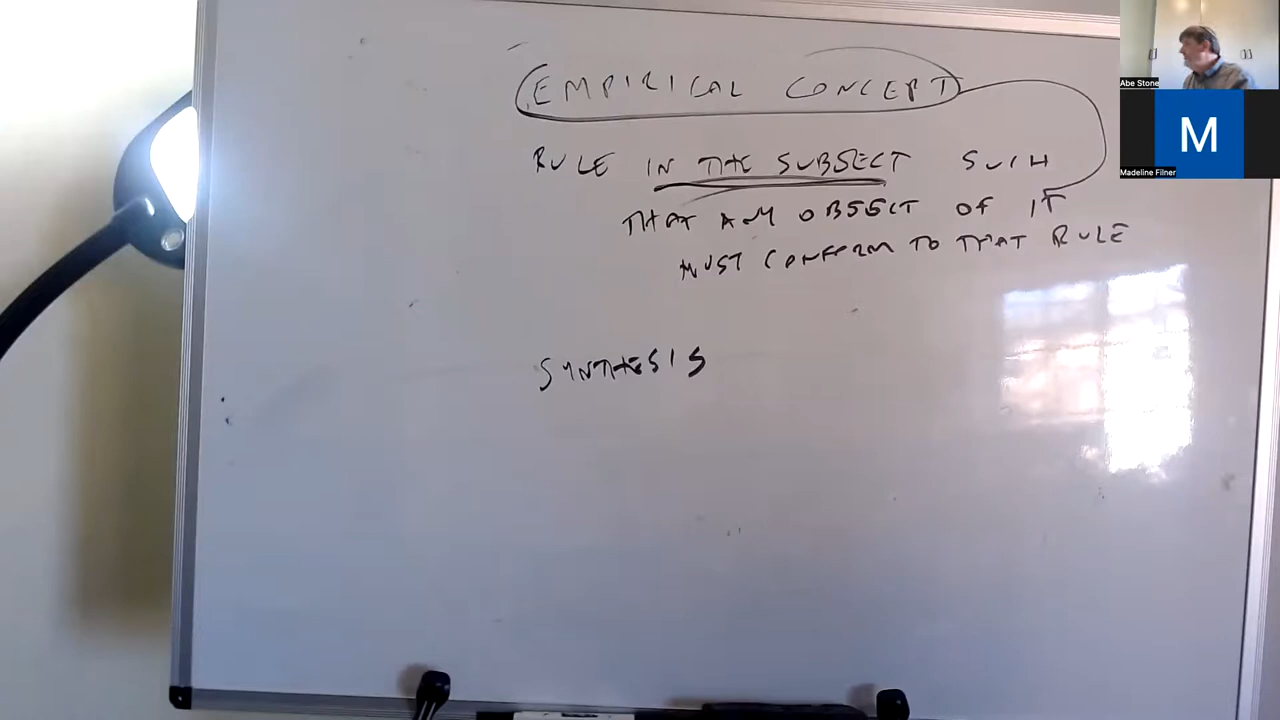 EMPIRICAL CONCEPT
RULE IN THE SUBJECT SUCH
THAT ANY OBJECT OF IT
MUST CONFORM TO THAT RULE
SYNTHESIS
Abe Stone
M
Madeline Filner